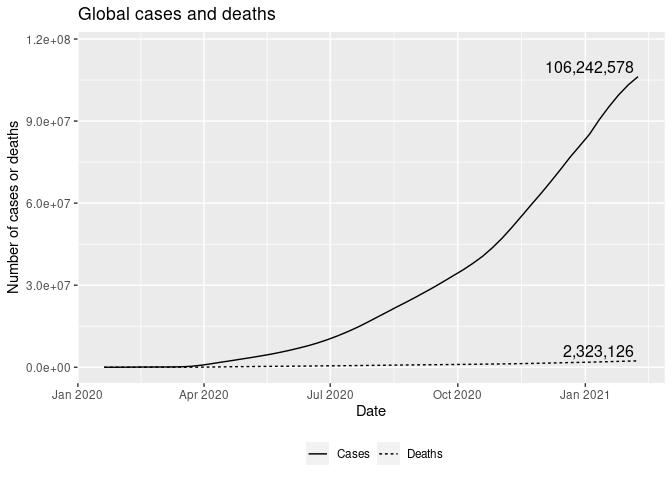 Global cases and deaths
1.2e+08
106,242,578
9.0e+07
6.0e+07
3.0e+07
2,323,126
0.0e+00
Number of cases or deaths
Jan 2020 Apr 2020 Jul 2020 Oct 2020 Jan 2021
Date
Cases Deaths